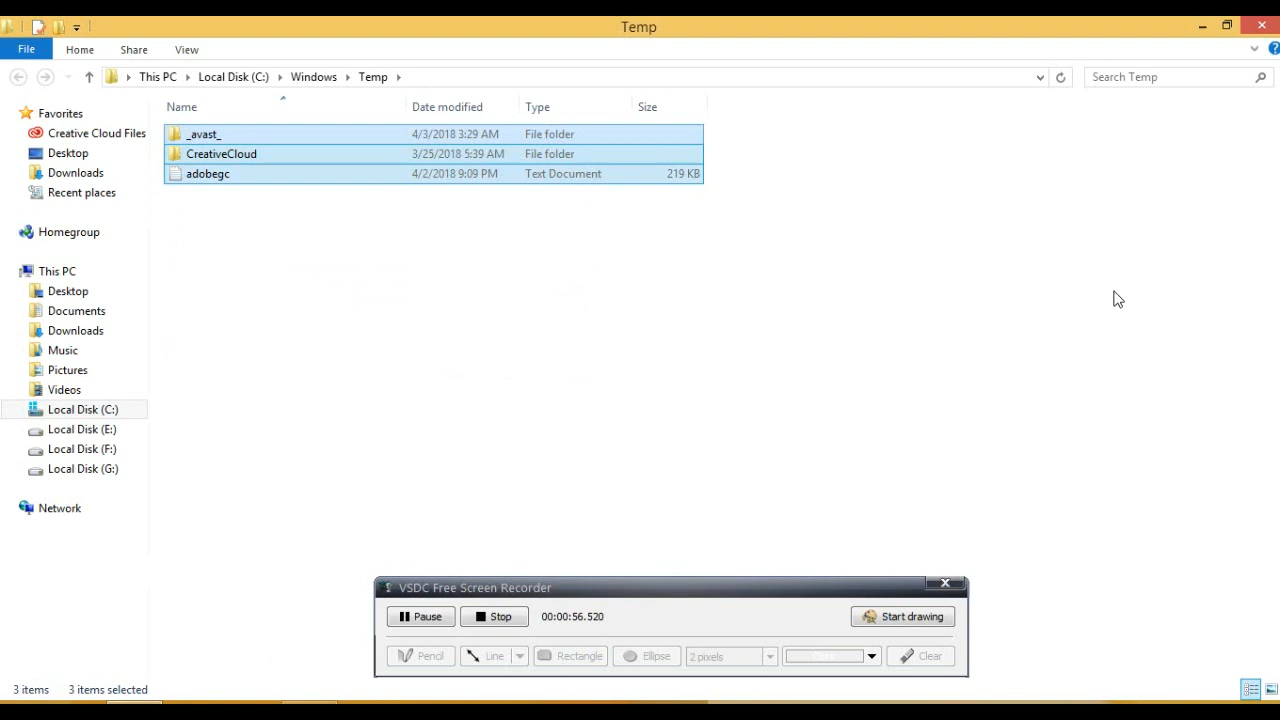 Temp
File Home Share View
This PC Local Disk (C:) Windows Temp
Search Temp
Name Date modified Type Size
_avast_ 4/3/2018 3:29 AM File folder
CreativeCloud 3/25/2018 5:39 AM File folder
adobegc 4/2/2018 9:09 PM Text Document 219 KB
Favorites
Creative Cloud Files
Desktop
Downloads
Recent places
Homegroup
This PC
Desktop
Documents
Downloads
Music
Pictures
Videos
Local Disk (C:)
Local Disk (E:)
Local Disk (F:)
Local Disk (G:)
Network
VSDC Free Screen Recorder
Pause Stop 00:00:56.520 Start drawing
Pencil Line Rectangle Ellipse 2 pixels Clear
3 items 3 items selected